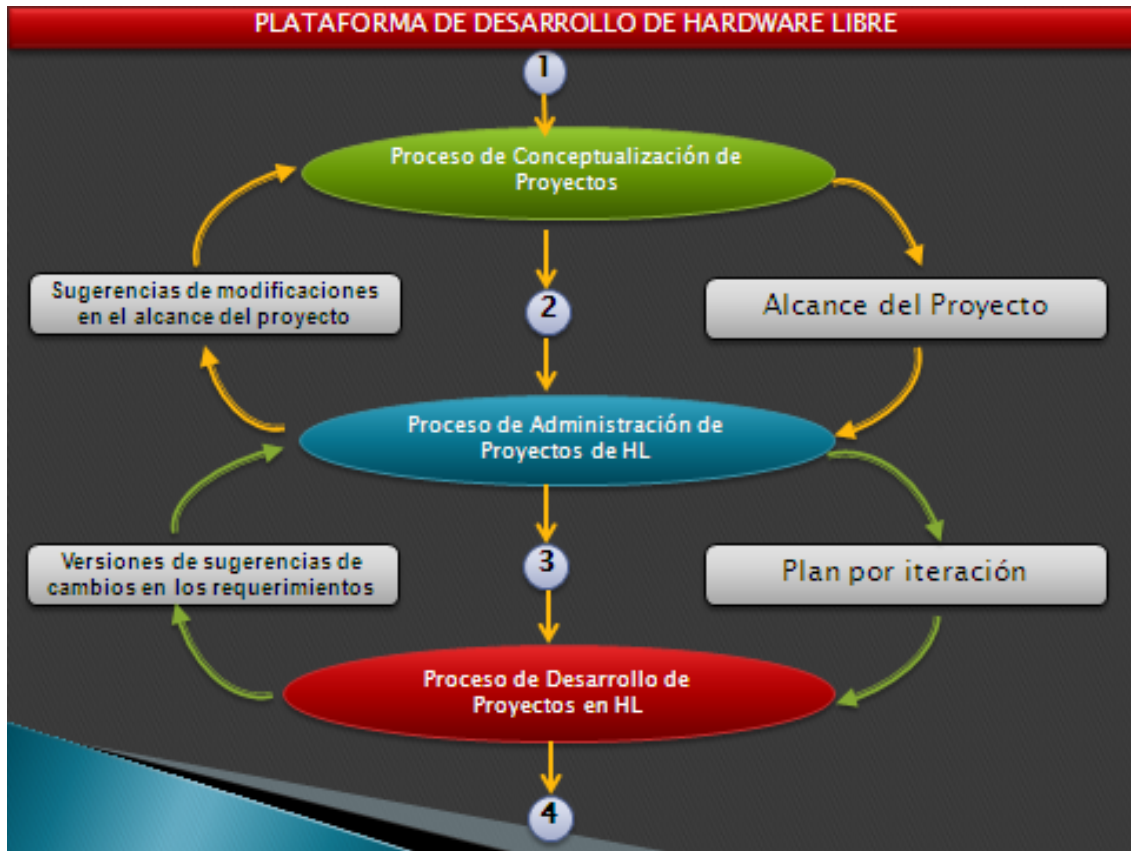 PLATAFORMA DE DESARROLLO DE HARDWARE LIBRE
1
Proceso de Conceptualización de
Proyectos
Sugerencias de modificaciones
en el alcance del proyecto
2
Alcance del Proyecto
Proceso de Administración de
Proyectos de HL
Versiones de sugerencias de
cambios en los requerimientos
3
Plan por iteración
Proceso de Desarrollo de
Proyectos en HL
4